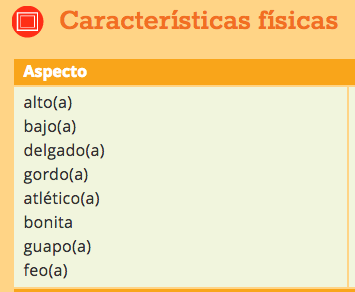 Características físicas
Aspecto
alto(a)
bajo(a)
delgado(a)
gordo(a)
atlético(a)
bonita
guapo(a)
feo(a)